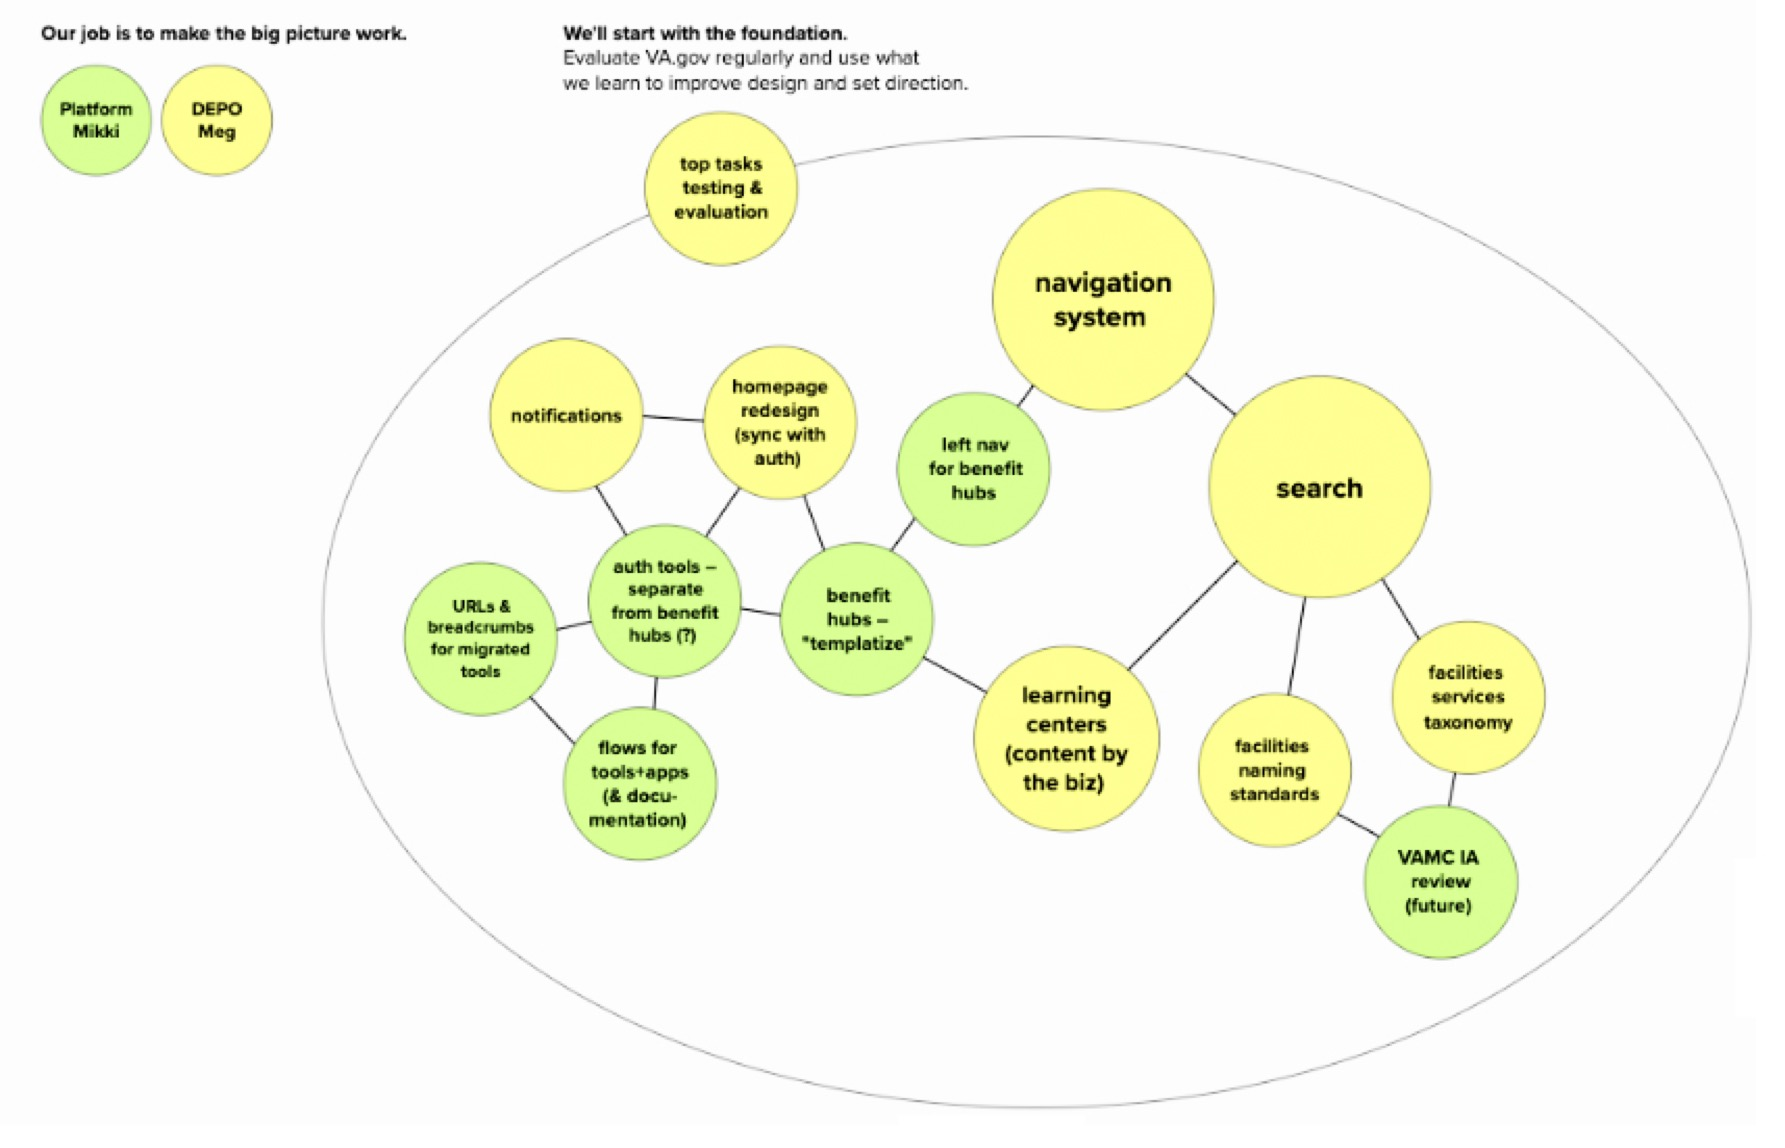 Our job is to make the big picture work.
Platform
Mikki
DEPO
Meg
We'll start with the foundation.
Evaluate VA.gov regularly and use what
we learn to improve design and set direction.
top tasks
testing &
evaluation
navigation
system
notifications
homepage
redesign
(sync with
auth)
left nav
for benefit
hubs
search
auth tools –
separate
from benefit
hubs (?)
URLs &
breadcrumbs
for migrated
tools
benefit
hubs –
"templatize"
flows for
tools+apps
(& docu-
mentation)
learning
centers
(content by
the biz)
facilities
naming
standards
facilities
services
taxonomy
VAMC IA
review
(future)